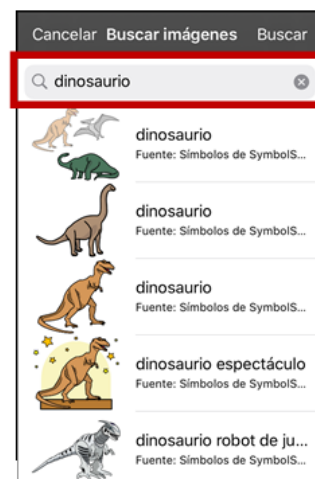 Cancelar Buscar imágenes Buscar
dinosaurio
dinosaurio
Fuente: Símbolos de SymbolS...
dinosaurio
Fuente: Símbolos de SymbolS...
dinosaurio
Fuente: Símbolos de SymbolS...
dinosaurio espectáculo
Fuente: Símbolos de SymbolS...
dinosaurio robot de ju...
Fuente: Símbolos de SymbolS...